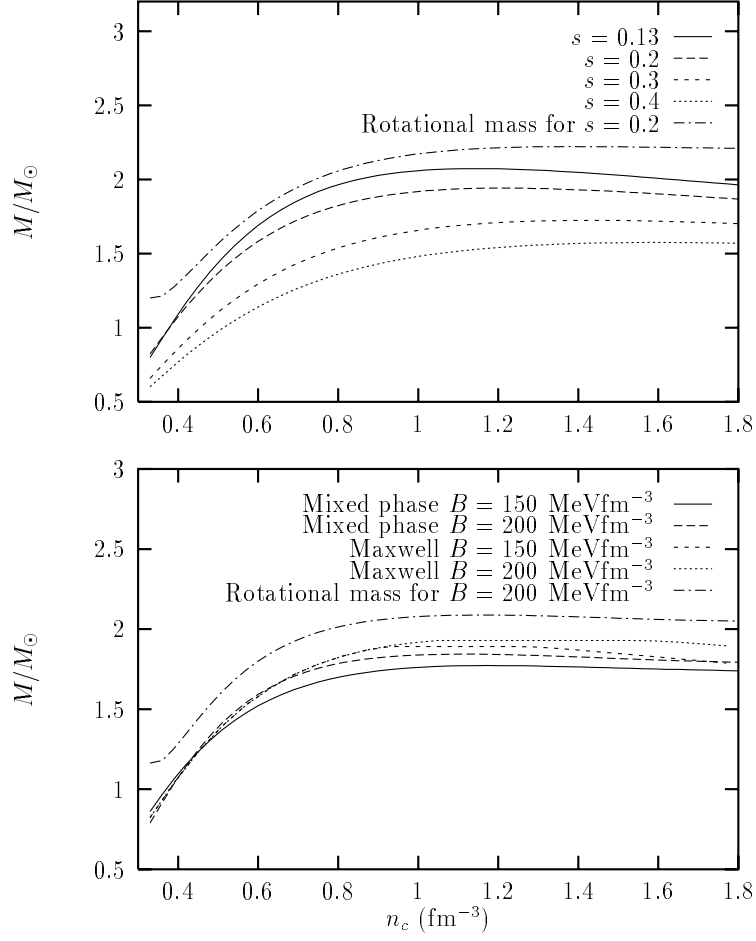 3
s = 0.13
s = 0.2
2.5
s = 0.3
s = 0.4
Rotational mass for s = 0.2
M/M⊙
2
1.5
1
0.5
0.4 0.6 0.8 1 1.2 1.4 1.6 1.8
3
Mixed phase B = 150 MeVfm⁻³
Mixed phase B = 200 MeVfm⁻³
2.5
Maxwell B = 150 MeVfm⁻³
Maxwell B = 200 MeVfm⁻³
Rotational mass for B = 200 MeVfm⁻³
M/M⊙
2
1.5
1
0.5
0.4 0.6 0.8 1 1.2 1.4 1.6 1.8
n_c (fm⁻³)